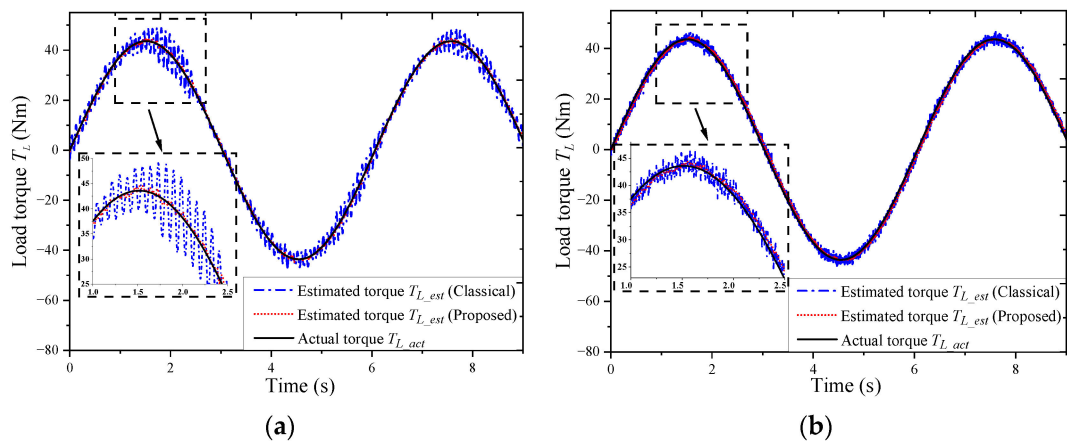 Load torque T_L (Nm)
40
20
0
−20
−40
−60
−80
50
45
40
35
30
25
1.0 1.5 2.0 2.5
Estimated torque T_L_est (Classical)
Estimated torque T_L_est (Proposed)
Actual torque T_L_act
0 2 4 6 8
Time (s)
(a)
Load torque T_L (Nm)
40
20
0
−20
−40
−60
−80
45
40
35
30
25
1.0 1.5 2.0 2.5
Estimated torque T_L_est (Classical)
Estimated torque T_L_est (Proposed)
Actual torque T_L_act
0 2 4 6 8
Time (s)
(b)